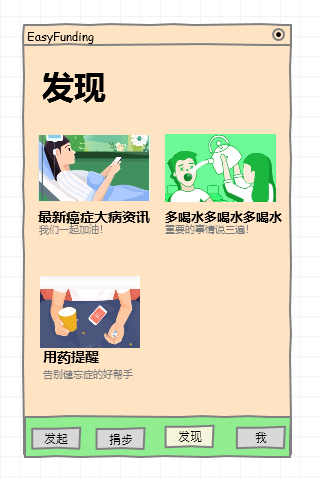 EasyFunding
发现
最新癌症大病资讯
我们一起加油！
多喝水多喝水多喝水
重要的事情说三遍！
用药提醒
告别健忘症的好帮手
发起
捐步
发现
我